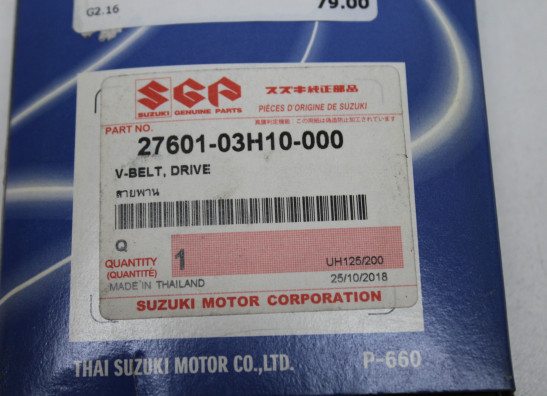 79.00
G2.16
SGP スズキ純正部品
SUZUKI GENUINE PARTS PIÈCES D'ORIGINE DE SUZUKI
PART NO.
27601-03H10-000
V-BELT, DRIVE
สายพาน
Q
QUANTITY 1 UH125/200
(QUANTITÉ)
MADE IN THAILAND 25/10/2018
SUZUKI MOTOR CORPORATION
THAI SUZUKI MOTOR CO.,LTD. P-660